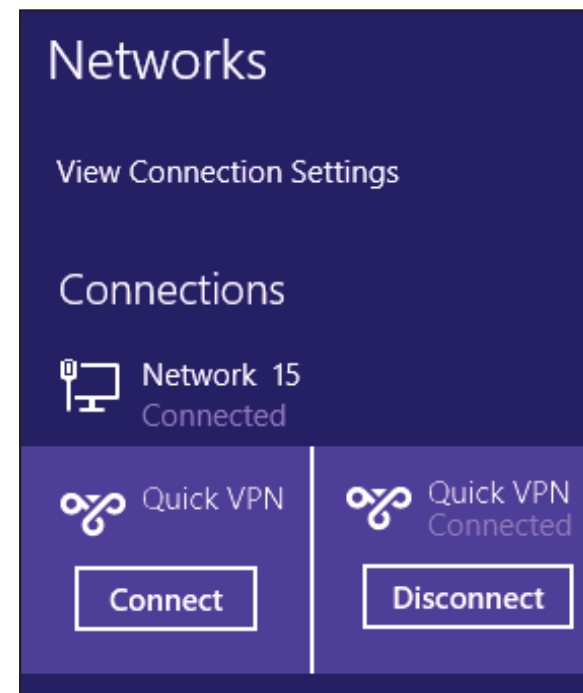 Networks
View Connection Settings
Connections
Network 15
Connected
Quick VPN
Connect
Quick VPN
Connected
Disconnect